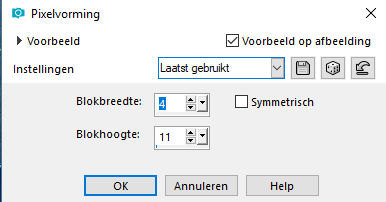 Pixelvorming
Voorbeeld
Voorbeeld op afbeelding
Instellingen
Laatst gebruikt
Blokbreedte: 4
Symmetrisch
Blokhoogte: 11
OK
Annuleren
Help